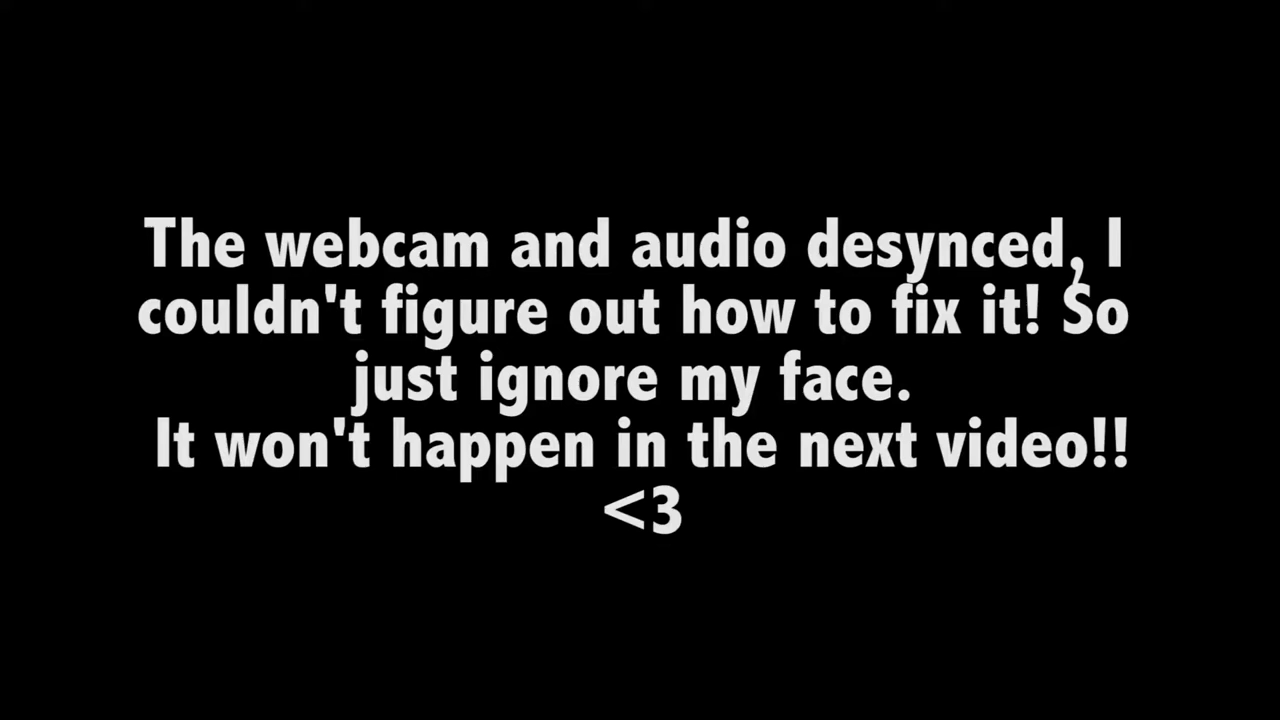 The webcam and audio desynced, I
couldn't figure out how to fix it! So
just ignore my face.
It won't happen in the next video!!
<3